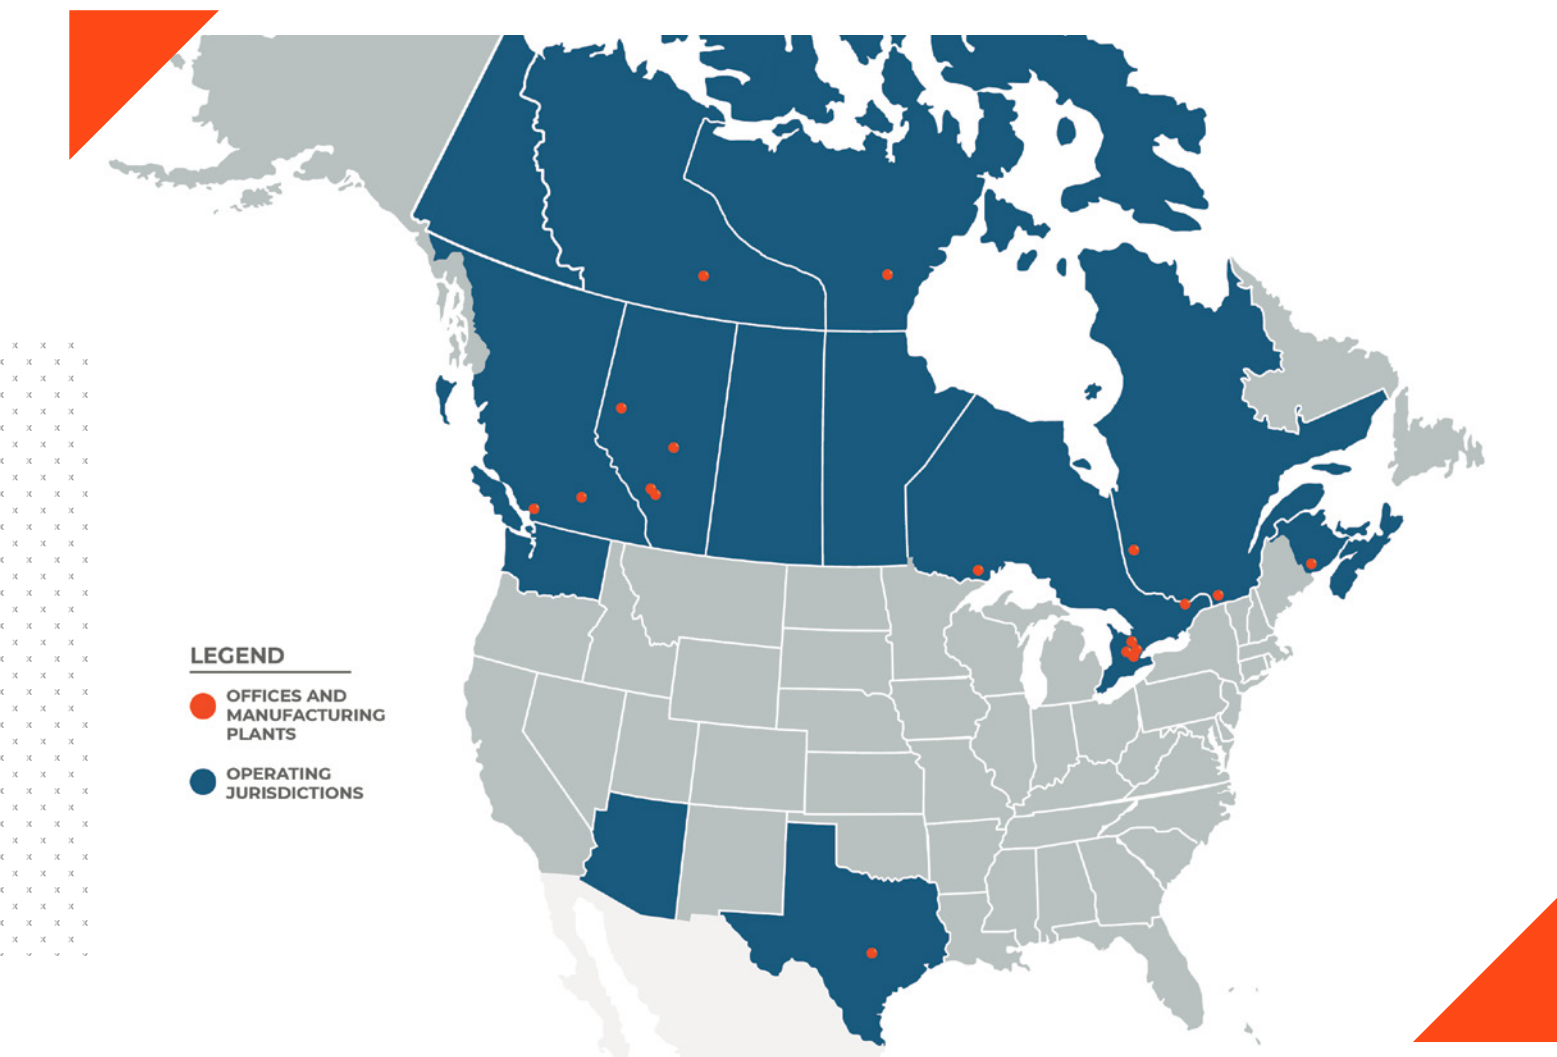 LEGEND
OFFICES AND
MANUFACTURING
PLANTS
OPERATING
JURISDICTIONS